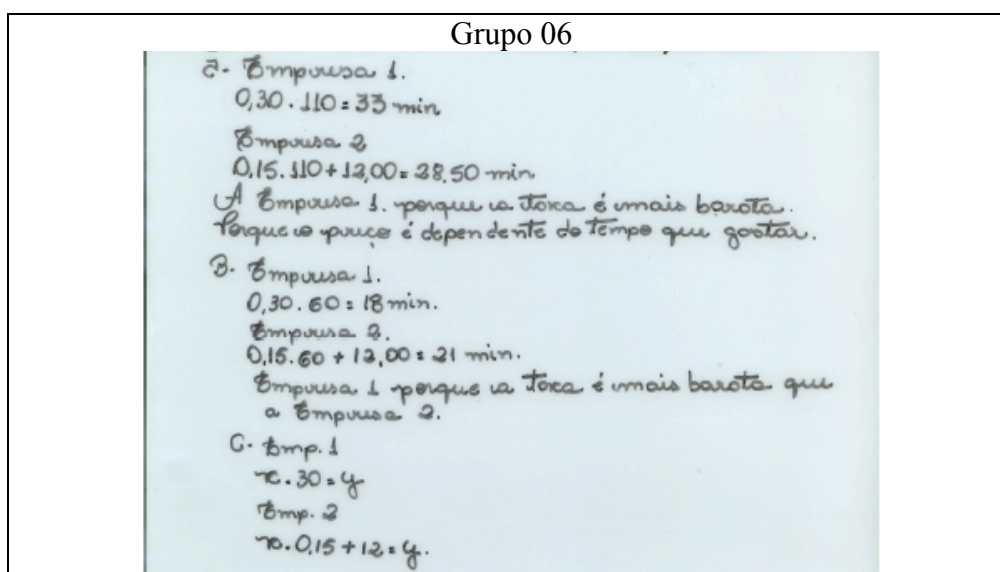 Grupo 06
a- Empresa 1.
0,30 . 110 = 33 min
Empresa 2
0,15. 110 + 12,00 = 28,50 min
A Empresa 1. porque a taxa é mais barata.
Porque o preço é dependente do tempo que gastar.
B. Empresa 1.
0,30 . 60 = 18 min.
Empresa 2.
0,15. 60 + 12,00 = 21 min.
Empresa 1 porque a taxa é mais barata que
a Empresa 2.
C. Emp. 1
x . 30 = y
Emp. 2
x. 0,15 + 12 = y.